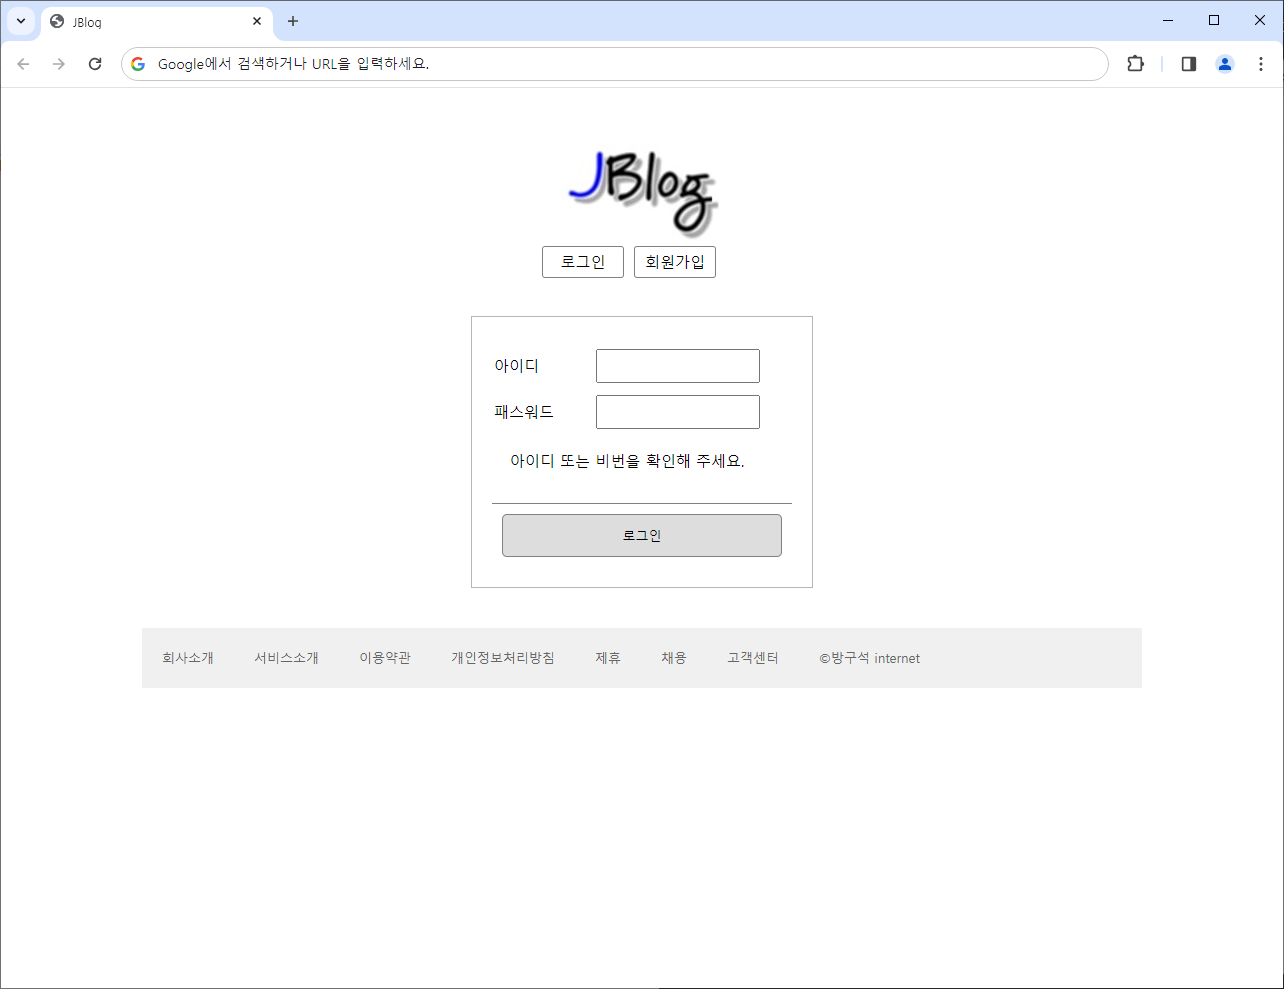 JBlog
Google에서 검색하거나 URL을 입력하세요.
JBlog
로그인 회원가입
아이디
패스워드
아이디 또는 비번을 확인해 주세요.
로그인
회사소개 서비스소개 이용약관 개인정보처리방침 제휴 채용 고객센터 ©방구석 internet